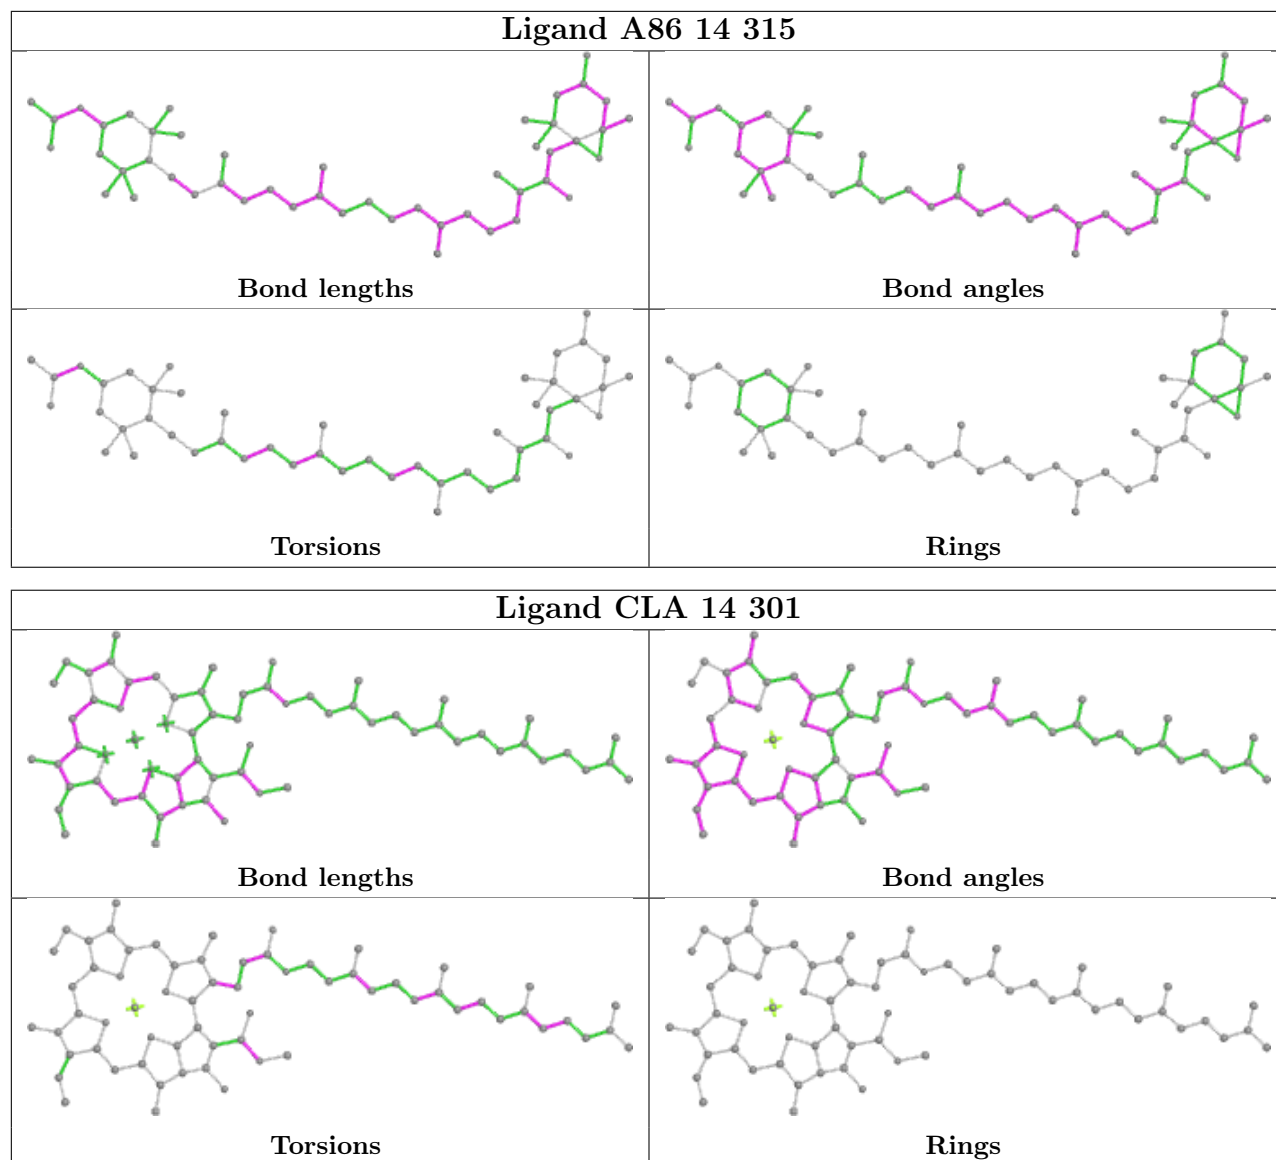 Ligand A86 14 315
Bond lengths
Bond angles
Torsions
Rings
Ligand CLA 14 301
Bond lengths
Bond angles
Torsions
Rings